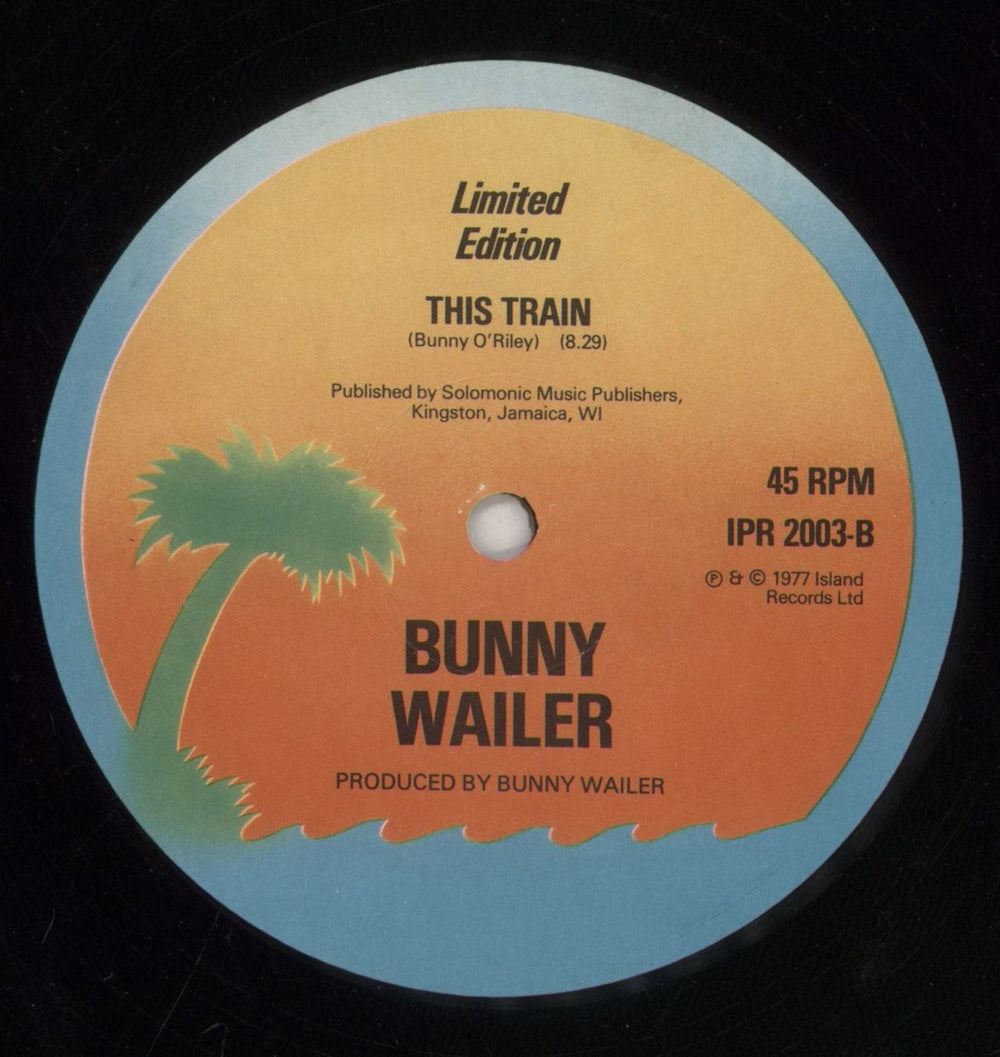 Limited
Edition
THIS TRAIN
(Bunny O'Riley) (8.29)
Published by Solomonic Music Publishers,
Kingston, Jamaica, WI
45 RPM
IPR 2003-B
℗ & © 1977 Island
Records Ltd
BUNNY
WAILER
PRODUCED BY BUNNY WAILER